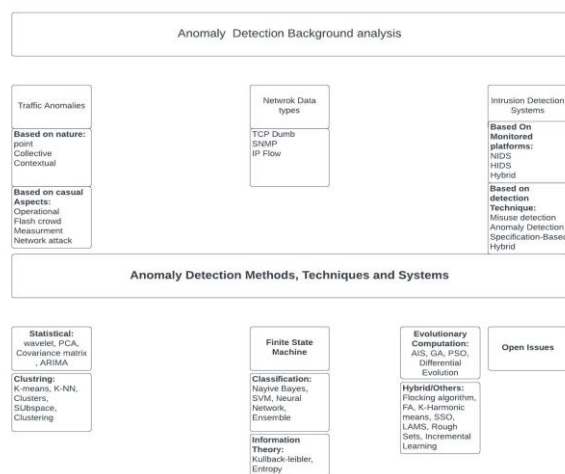 Anomaly Detection Background analysis
Traffic Anomalies
Based on nature:
point
Collective
Contextual
Based on casual
Aspects:
Operational
Flash crowd
Measurment
Network attack
Netwrok Data
types
TCP Dumb
SNMP
IP Flow
Intrusion Detection
Systems
Based On
Monitored
platforms:
NIDS
HIDS
Hybrid
Based on
detection
Technique:
Misuse detection
Anomaly Detection
Specification-Based
Hybrid
Anomaly Detection Methods, Techniques and Systems
Statistical:
wavelet, PCA,
Covariance matrix
, ARIMA
Clustring:
K-means, K-NN,
Clusters,
SUbspace,
Clustering
Finite State
Machine
Classification:
Nayive Bayes,
SVM, Neural
Network,
Ensemble
Information
Theory:
Kullback-leibler,
Entropy
Evolutionary
Computation:
AIS, GA, PSO,
Differential
Evolution
Hybrid/Others:
Flocking algorithm,
FA, K-Harmonic
means, SSO,
LAMS, Rough
Sets, Incremental
Learning
Open Issues